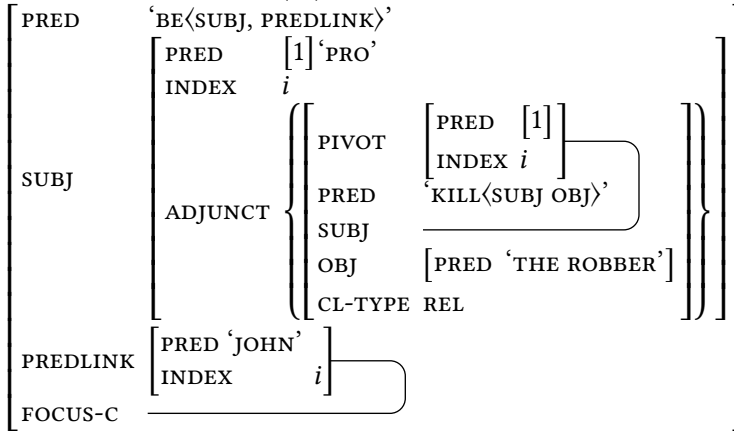 PRED ‘BE⟨SUBJ, PREDLINK⟩’
PRED [1] ‘PRO’
INDEX i
PIVOT [PRED [1]
INDEX i]
SUBJ
ADJUNCT
PRED ‘KILL⟨SUBJ OBJ⟩’
SUBJ
OBJ [PRED ‘THE ROBBER’]
CL-TYPE REL
PREDLINK [PRED ‘JOHN’
INDEX i]
FOCUS-C